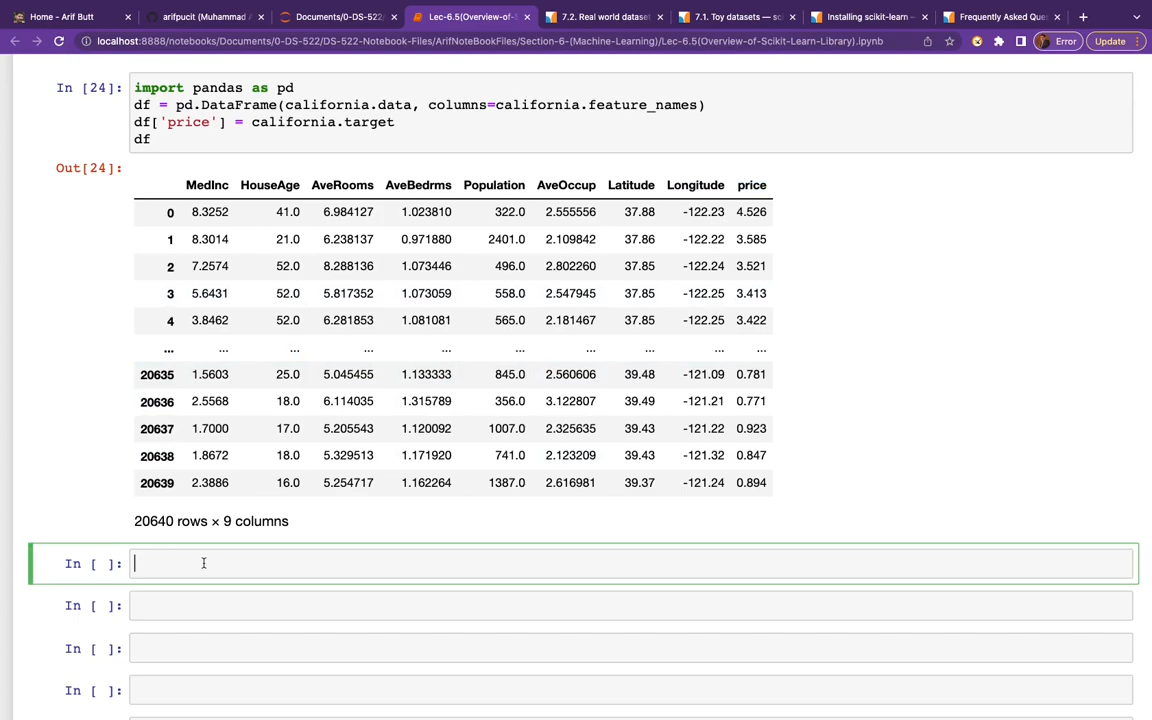 Home - Arif Butt
arifpucit (Muhammad
Documents/0-DS-522/
Lec-6.5(Overview-of-S
7.2. Real world dataset
7.1. Toy datasets — sci
Installing scikit-learn —
Frequently Asked Que
localhost:8888/notebooks/Documents/0-DS-522/DS-522-Notebook-Files/ArifNoteBookFiles/Section-6-(Machine-Learning)/Lec-6.5(Overview-of-Scikit-Learn-Library).ipynb
Error
Update
In [24]: import pandas as pd
df = pd.DataFrame(california.data, columns=california.feature_names)
df['price'] = california.target
df
Out[24]:
MedInc HouseAge AveRooms AveBedrms Population AveOccup Latitude Longitude price
0 8.3252 41.0 6.984127 1.023810 322.0 2.555556 37.88 -122.23 4.526
1 8.3014 21.0 6.238137 0.971880 2401.0 2.109842 37.86 -122.22 3.585
2 7.2574 52.0 8.288136 1.073446 496.0 2.802260 37.85 -122.24 3.521
3 5.6431 52.0 5.817352 1.073059 558.0 2.547945 37.85 -122.25 3.413
4 3.8462 52.0 6.281853 1.081081 565.0 2.181467 37.85 -122.25 3.422
... ... ... ... ... ... ... ... ... ...
20635 1.5603 25.0 5.045455 1.133333 845.0 2.560606 39.48 -121.09 0.781
20636 2.5568 18.0 6.114035 1.315789 356.0 3.122807 39.49 -121.21 0.771
20637 1.7000 17.0 5.205543 1.120092 1007.0 2.325635 39.43 -121.22 0.923
20638 1.8672 18.0 5.329513 1.171920 741.0 2.123209 39.43 -121.32 0.847
20639 2.3886 16.0 5.254717 1.162264 1387.0 2.616981 39.37 -121.24 0.894
20640 rows × 9 columns
In [ ]:
In [ ]:
In [ ]:
In [ ]: